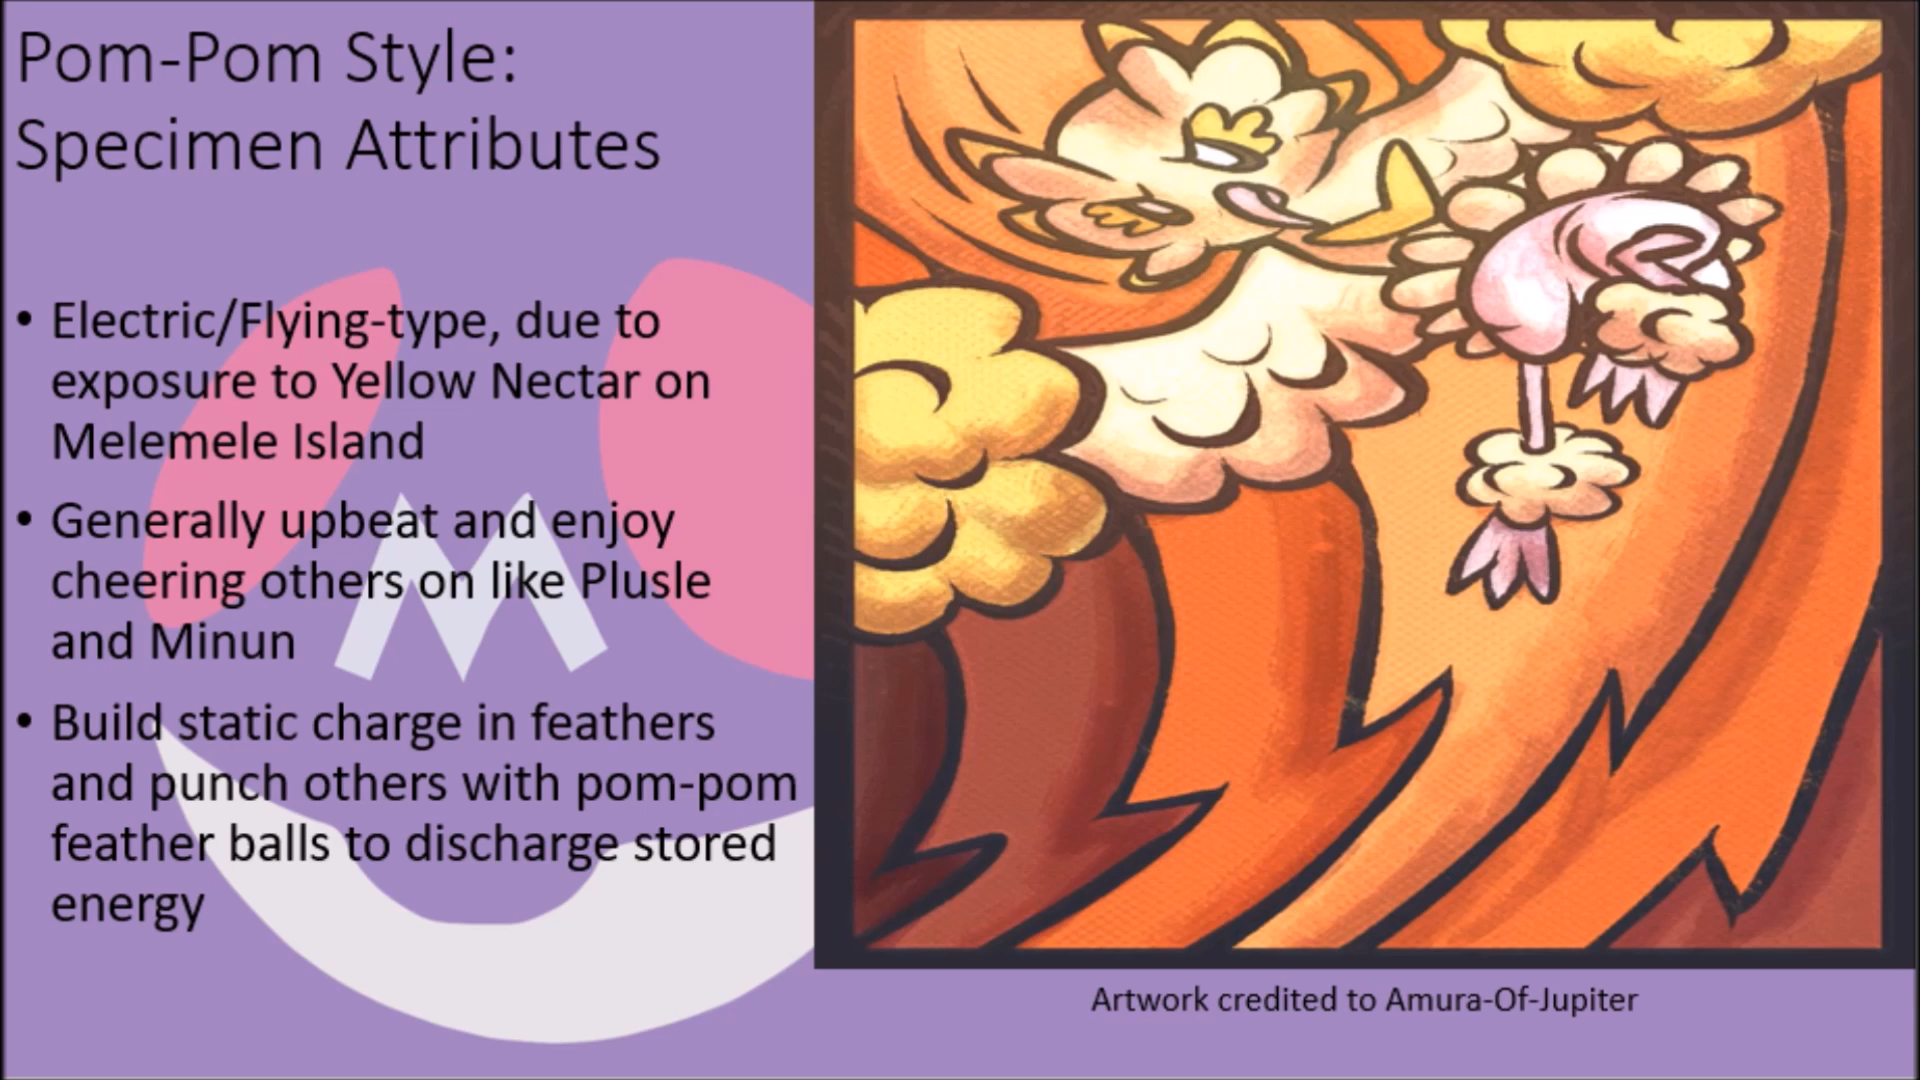 Pom-Pom Style:
Specimen Attributes
• Electric/Flying-type, due to
exposure to Yellow Nectar on
Melemele Island
• Generally upbeat and enjoy
cheering others on like Plusle
and Minun
• Build static charge in feathers
and punch others with pom-pom
feather balls to discharge stored
energy
M
Artwork credited to Amura-Of-Jupiter